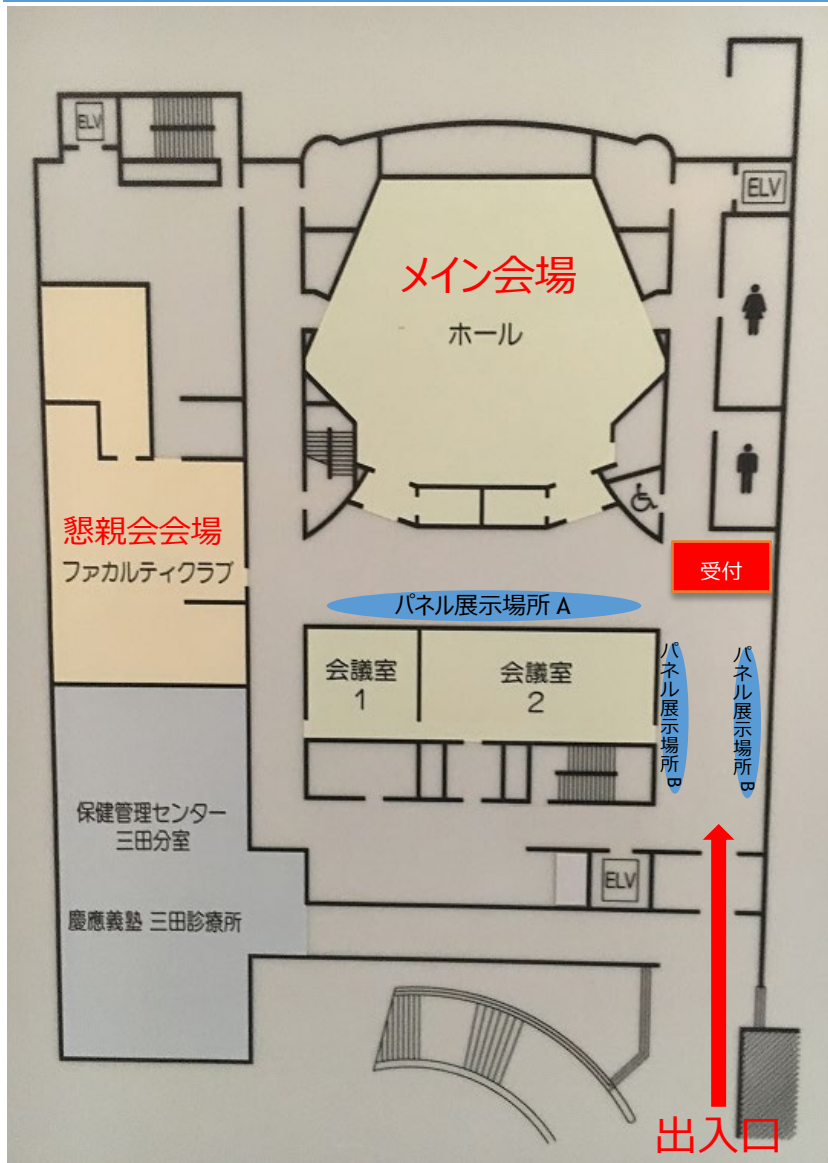 ELV
ELV
メイン会場
ホール
懇親会会場
ファカルティクラブ
受付
パネル展示場所 A
会議室
1
会議室
2
パネル展示場所 B
パネル展示場所 B
保健管理センター
三田分室
ELV
慶應義塾 三田診療所
出入口